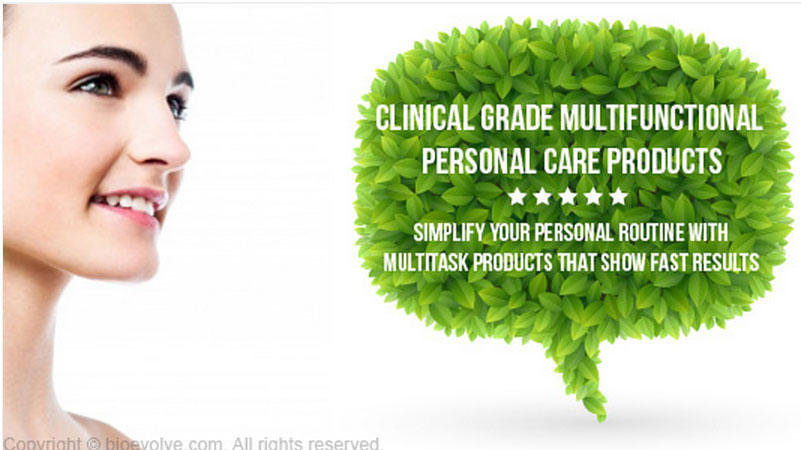 CLINICAL GRADE MULTIFUNCTIONAL
PERSONAL CARE PRODUCTS
SIMPLIFY YOUR PERSONAL ROUTINE WITH
MULTITASK PRODUCTS THAT SHOW FAST RESULTS
Copyright © bioevolve.com. All rights reserved.